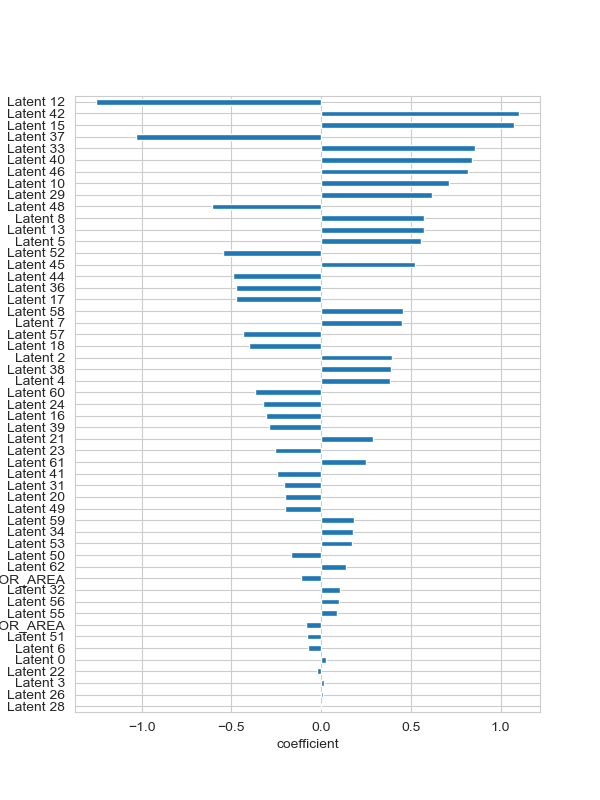 Latent 12
Latent 42
Latent 15
Latent 37
Latent 33
Latent 40
Latent 46
Latent 10
Latent 29
Latent 48
Latent 8
Latent 13
Latent 5
Latent 52
Latent 45
Latent 44
Latent 36
Latent 17
Latent 58
Latent 7
Latent 57
Latent 18
Latent 2
Latent 38
Latent 4
Latent 60
Latent 24
Latent 16
Latent 39
Latent 21
Latent 23
Latent 61
Latent 41
Latent 31
Latent 20
Latent 49
Latent 59
Latent 34
Latent 53
Latent 50
Latent 62
OR_AREA
Latent 32
Latent 56
Latent 55
OR_AREA
Latent 51
Latent 6
Latent 0
Latent 22
Latent 3
Latent 26
Latent 28
−1.0 −0.5 0.0 0.5 1.0
coefficient